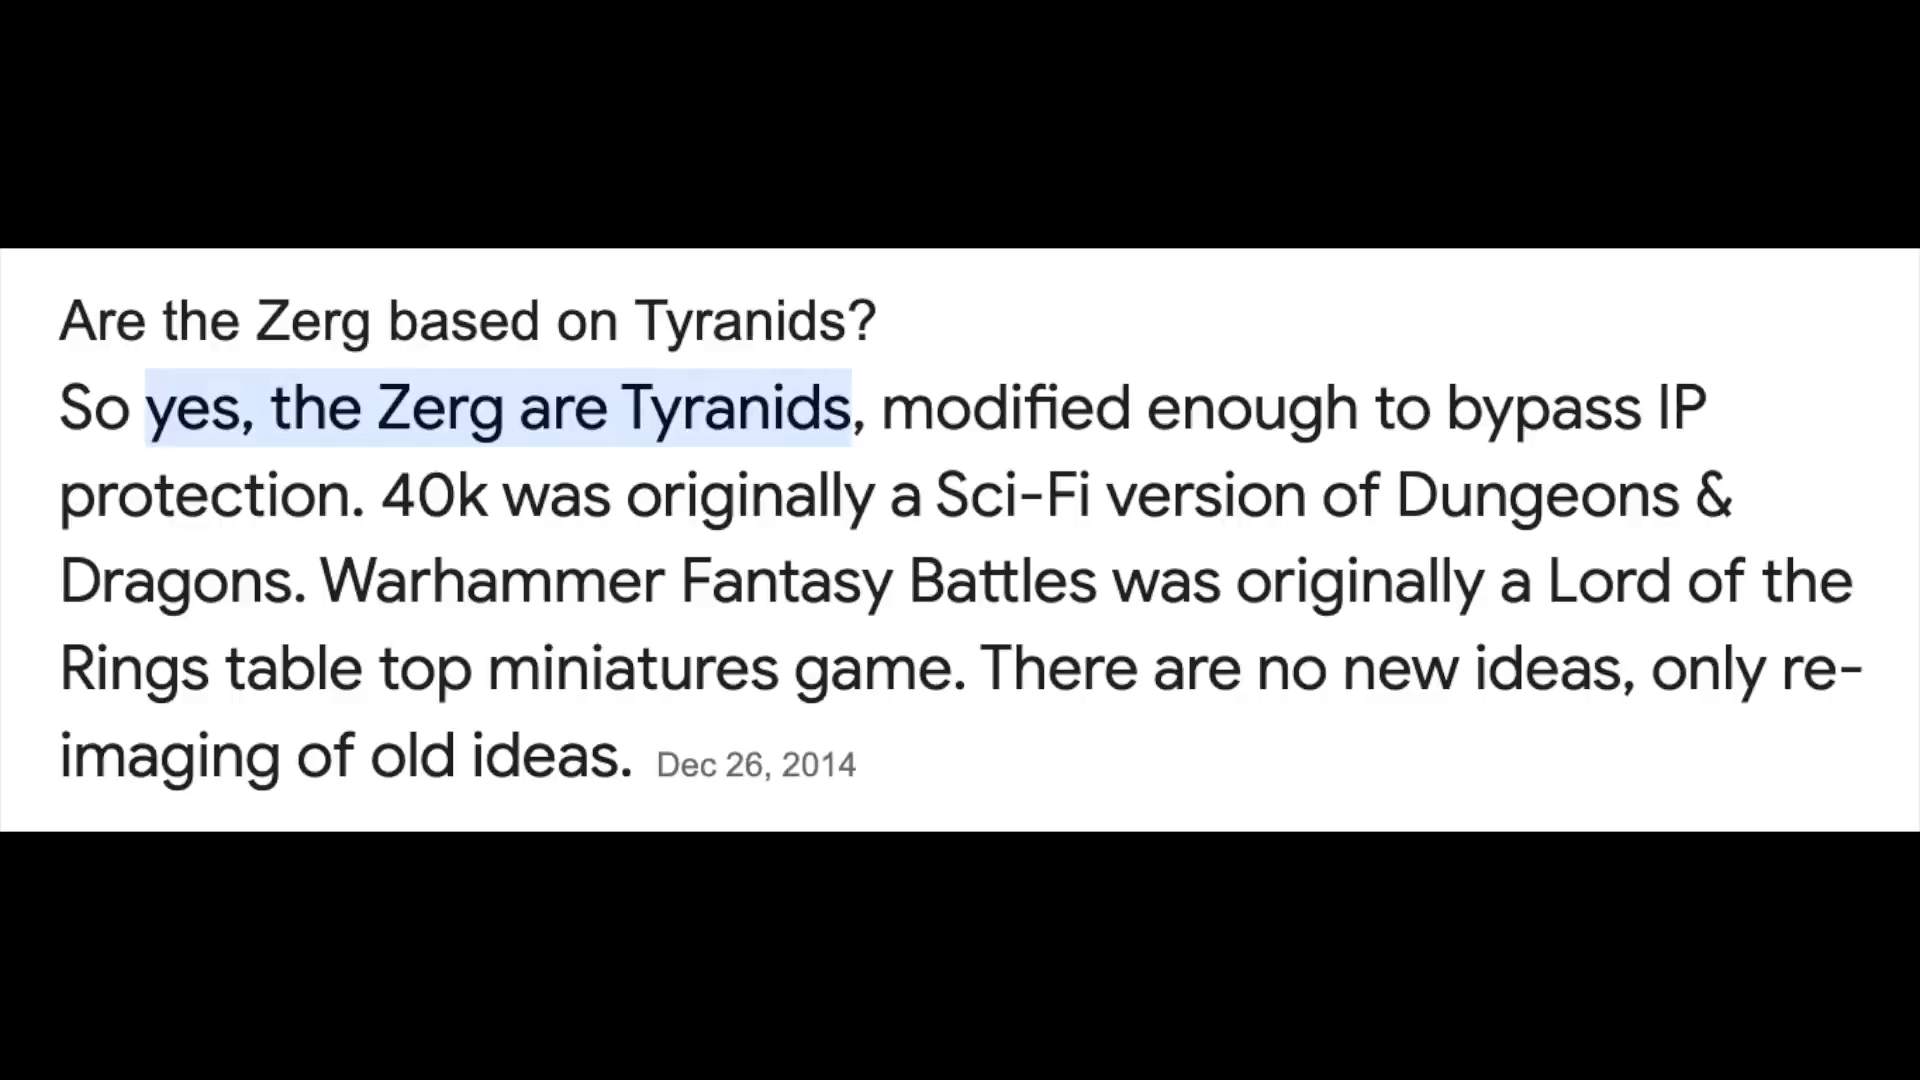 Are the Zerg based on Tyranids?
So yes, the Zerg are Tyranids, modified enough to bypass IP
protection. 40k was originally a Sci-Fi version of Dungeons &
Dragons. Warhammer Fantasy Battles was originally a Lord of the
Rings table top miniatures game. There are no new ideas, only re-
imaging of old ideas. Dec 26, 2014